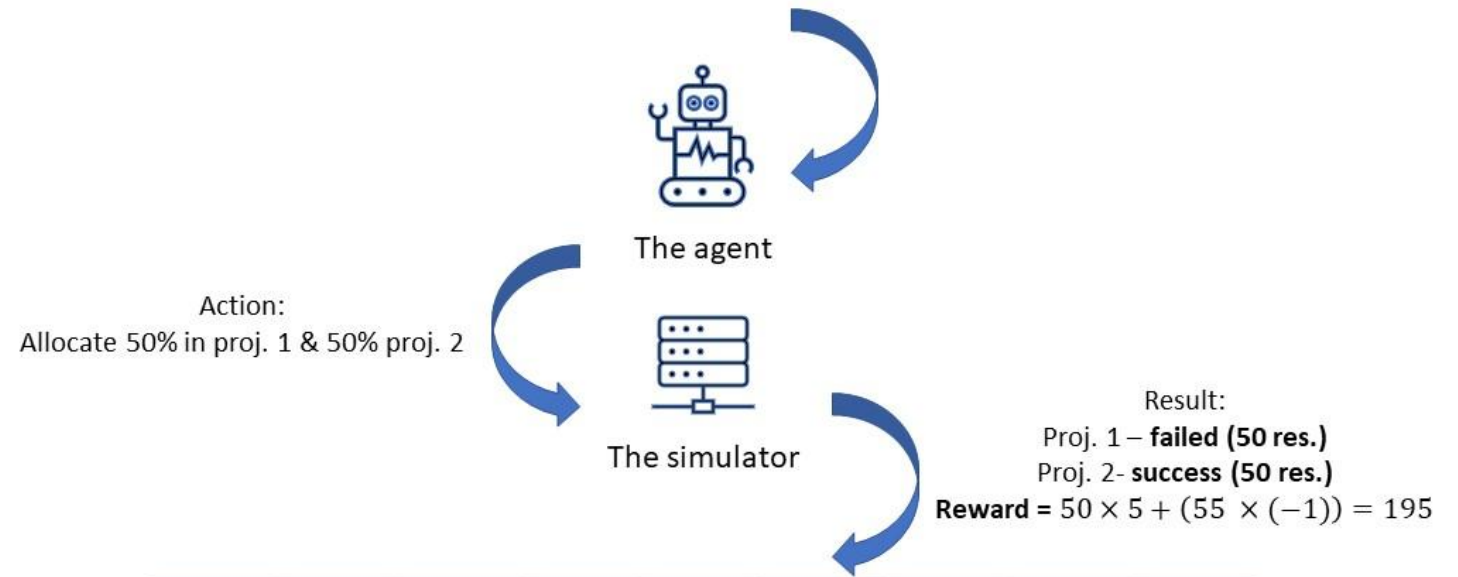 The agent
Action:
Allocate 50% in proj. 1 & 50% proj. 2
The simulator
Result:
Proj. 1 – failed (50 res.)
Proj. 2- success (50 res.)
Reward = 50 × 5 + (55 × (−1)) = 195